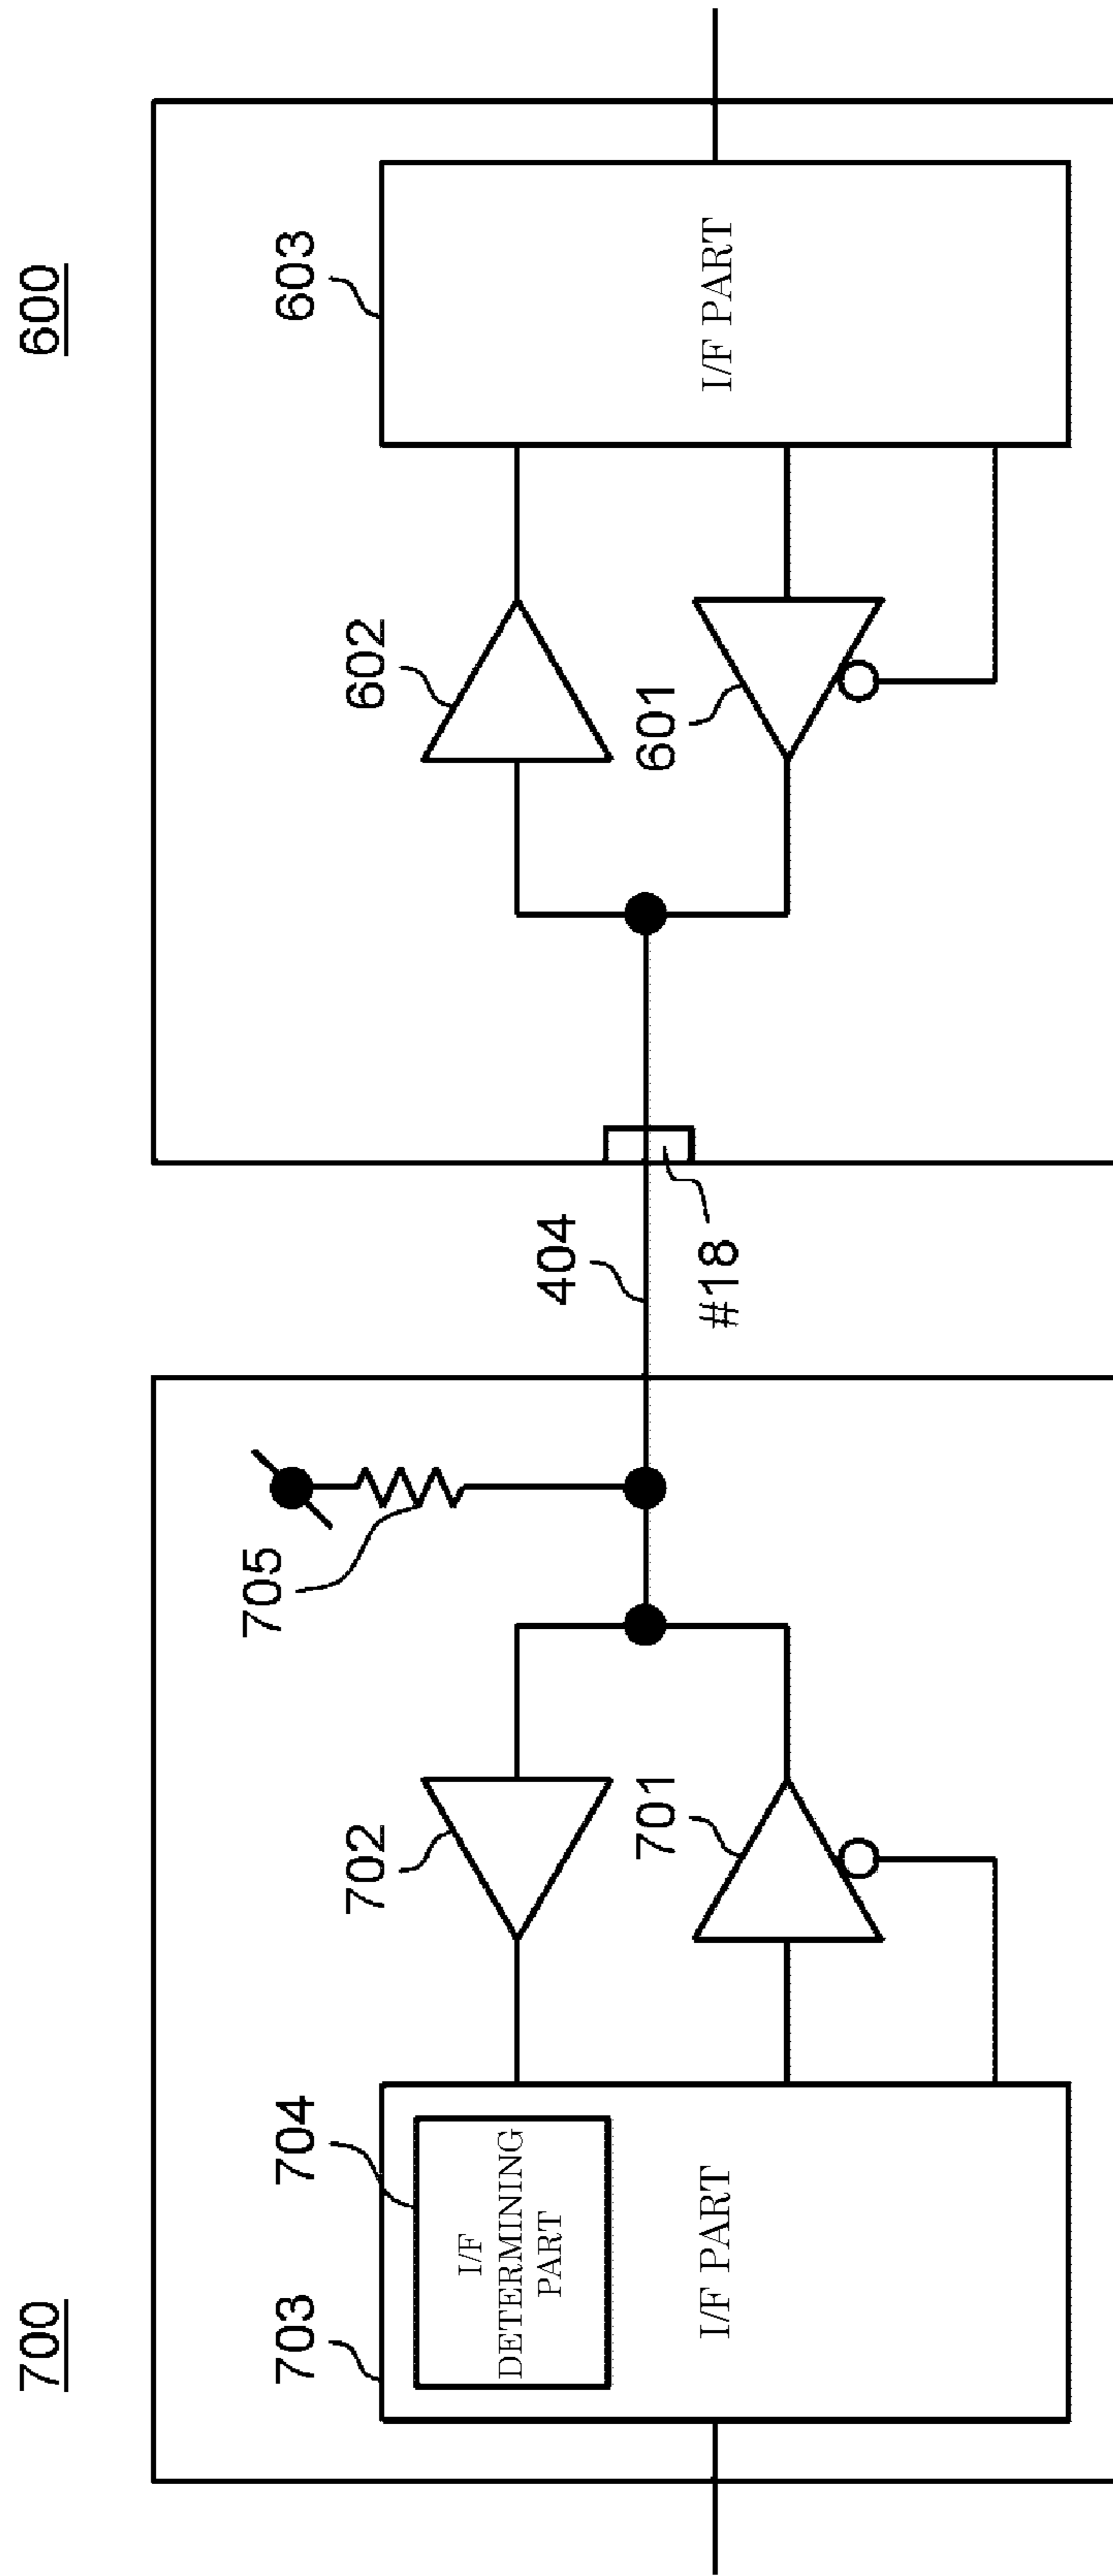 700
600
703
704
705
702
701
404
#18
602
601
603
I/F
DETERMINING
PART
I/F PART
I/F PART